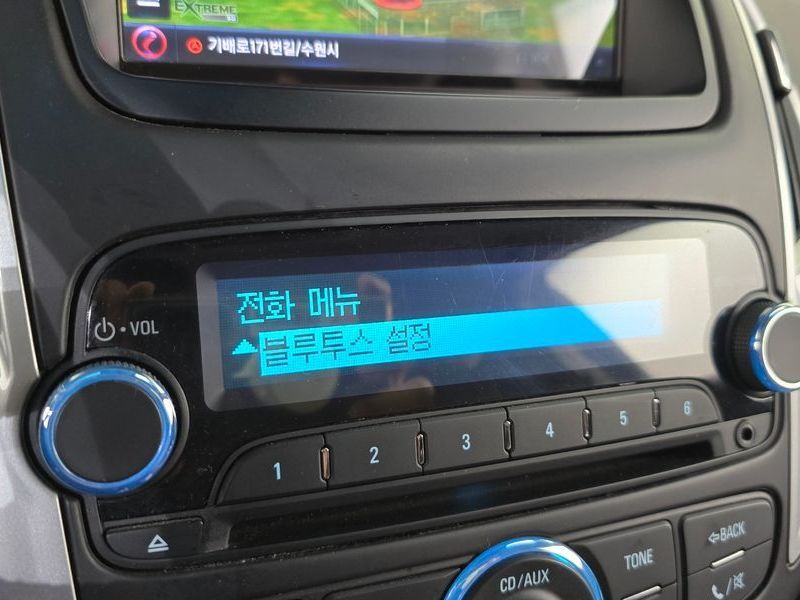 EXTREME
기배로171번길/수원시
전화 메뉴
블루투스 설정
VOL
1 2 3 4 5 6
BACK
TONE
CD/AUX